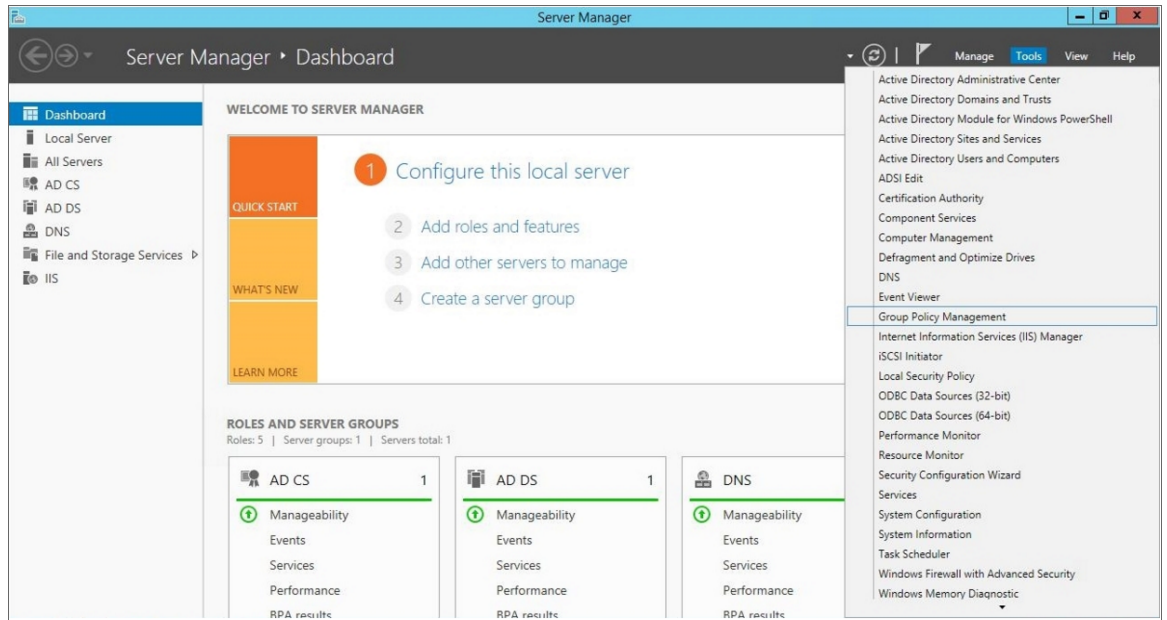 Server Manager
Server Manager • Dashboard
Manage Tools View Help
Dashboard
Local Server
All Servers
AD CS
AD DS
DNS
File and Storage Services
IIS
WELCOME TO SERVER MANAGER
QUICK START
WHAT'S NEW
LEARN MORE
1 Configure this local server
2 Add roles and features
3 Add other servers to manage
4 Create a server group
ROLES AND SERVER GROUPS
Roles: 5 | Server groups: 1 | Servers total: 1
AD CS 1
Manageability
Events
Services
Performance
BPA results
AD DS 1
Manageability
Events
Services
Performance
BPA results
DNS
Manageability
Events
Services
Performance
BPA results
Active Directory Administrative Center
Active Directory Domains and Trusts
Active Directory Module for Windows PowerShell
Active Directory Sites and Services
Active Directory Users and Computers
ADSI Edit
Certification Authority
Component Services
Computer Management
Defragment and Optimize Drives
DNS
Event Viewer
Group Policy Management
Internet Information Services (IIS) Manager
iSCSI Initiator
Local Security Policy
ODBC Data Sources (32-bit)
ODBC Data Sources (64-bit)
Performance Monitor
Resource Monitor
Security Configuration Wizard
Services
System Configuration
System Information
Task Scheduler
Windows Firewall with Advanced Security
Windows Memory Diagnostic